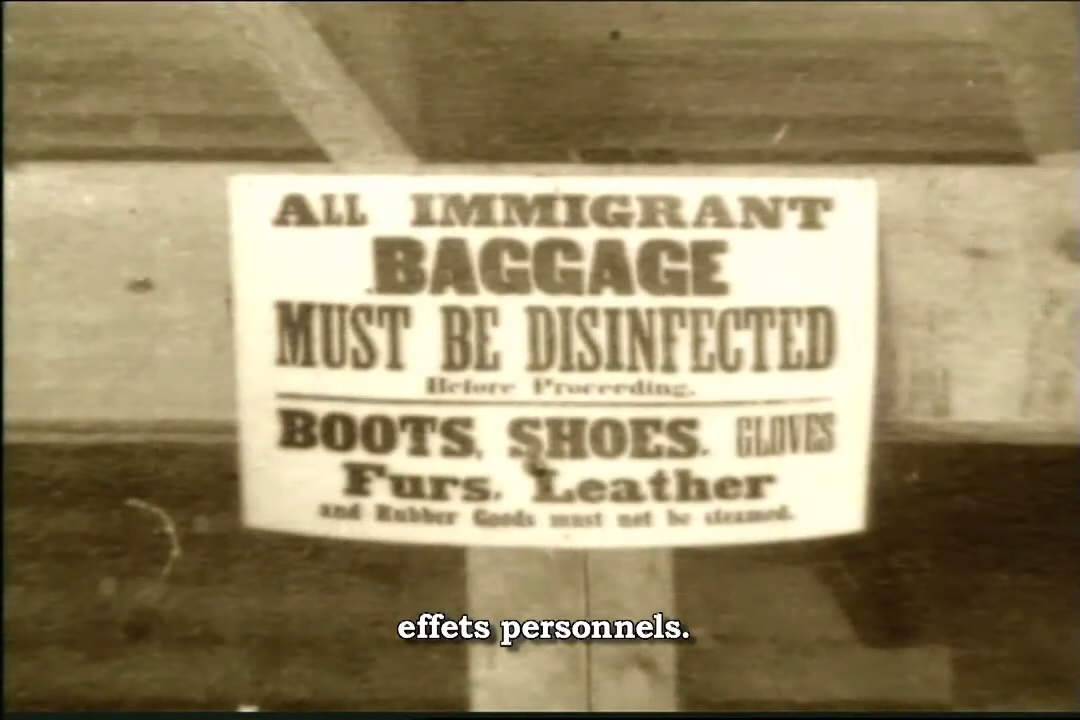 ALL IMMIGRANT
BAGGAGE
MUST BE DISINFECTED
Before Proceeding.
BOOTS, SHOES, GLOVES
Furs, Leather
and Rubber Goods must not be steamed.
effets personnels.